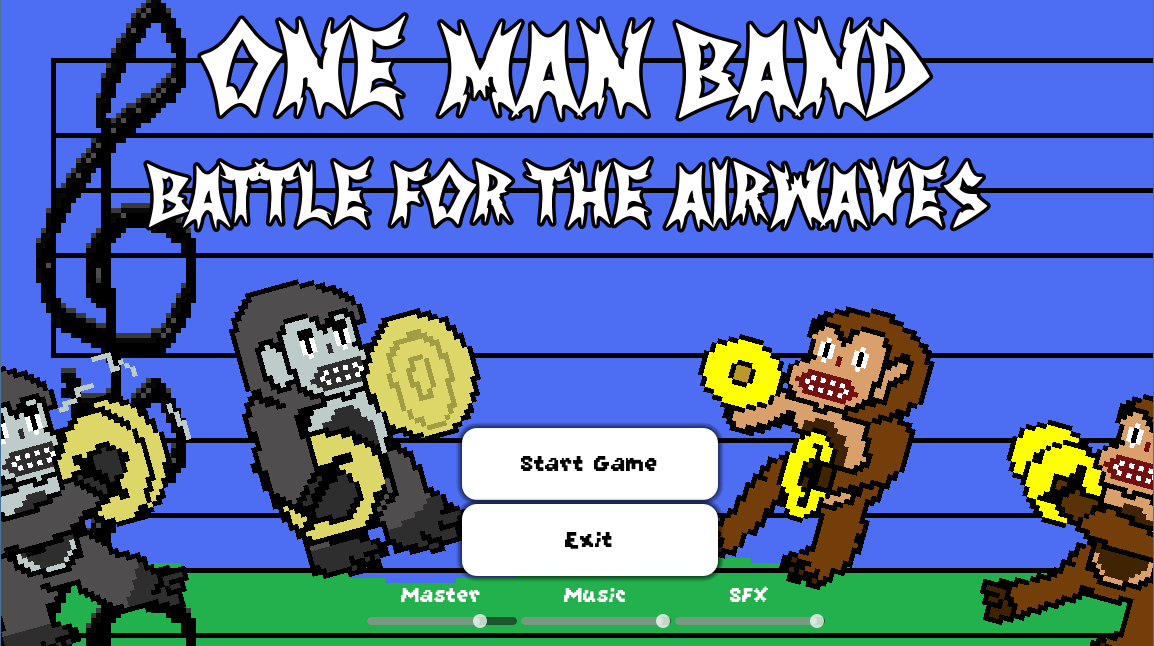 ONE MAN BAND
BATTLE FOR THE AIRWAVES
Start Game
Exit
Master Music SFX